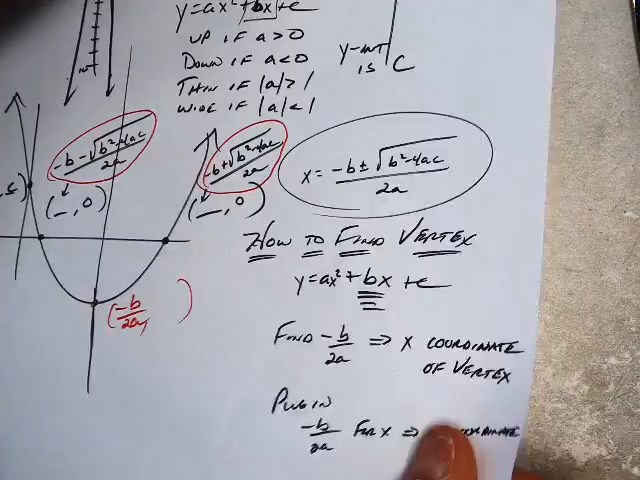 y=ax²+bx+c
UP IF a>0
DOWN IF a<0
THIN IF |a|>1
WIDE IF |a|<1
y-INT
IS C
-b-√b²-4ac
2a
(_,0)
-b+√b²-4ac
2a
(_,0)
x = -b±√b²-4ac
2a
HOW TO FIND VERTEX
y=ax²+bx+c
(-b/2a, )
FIND -b/2a ⇒ x COORDINATE
OF VERTEX
PLUG IN
-b/2a FOR x ⇒